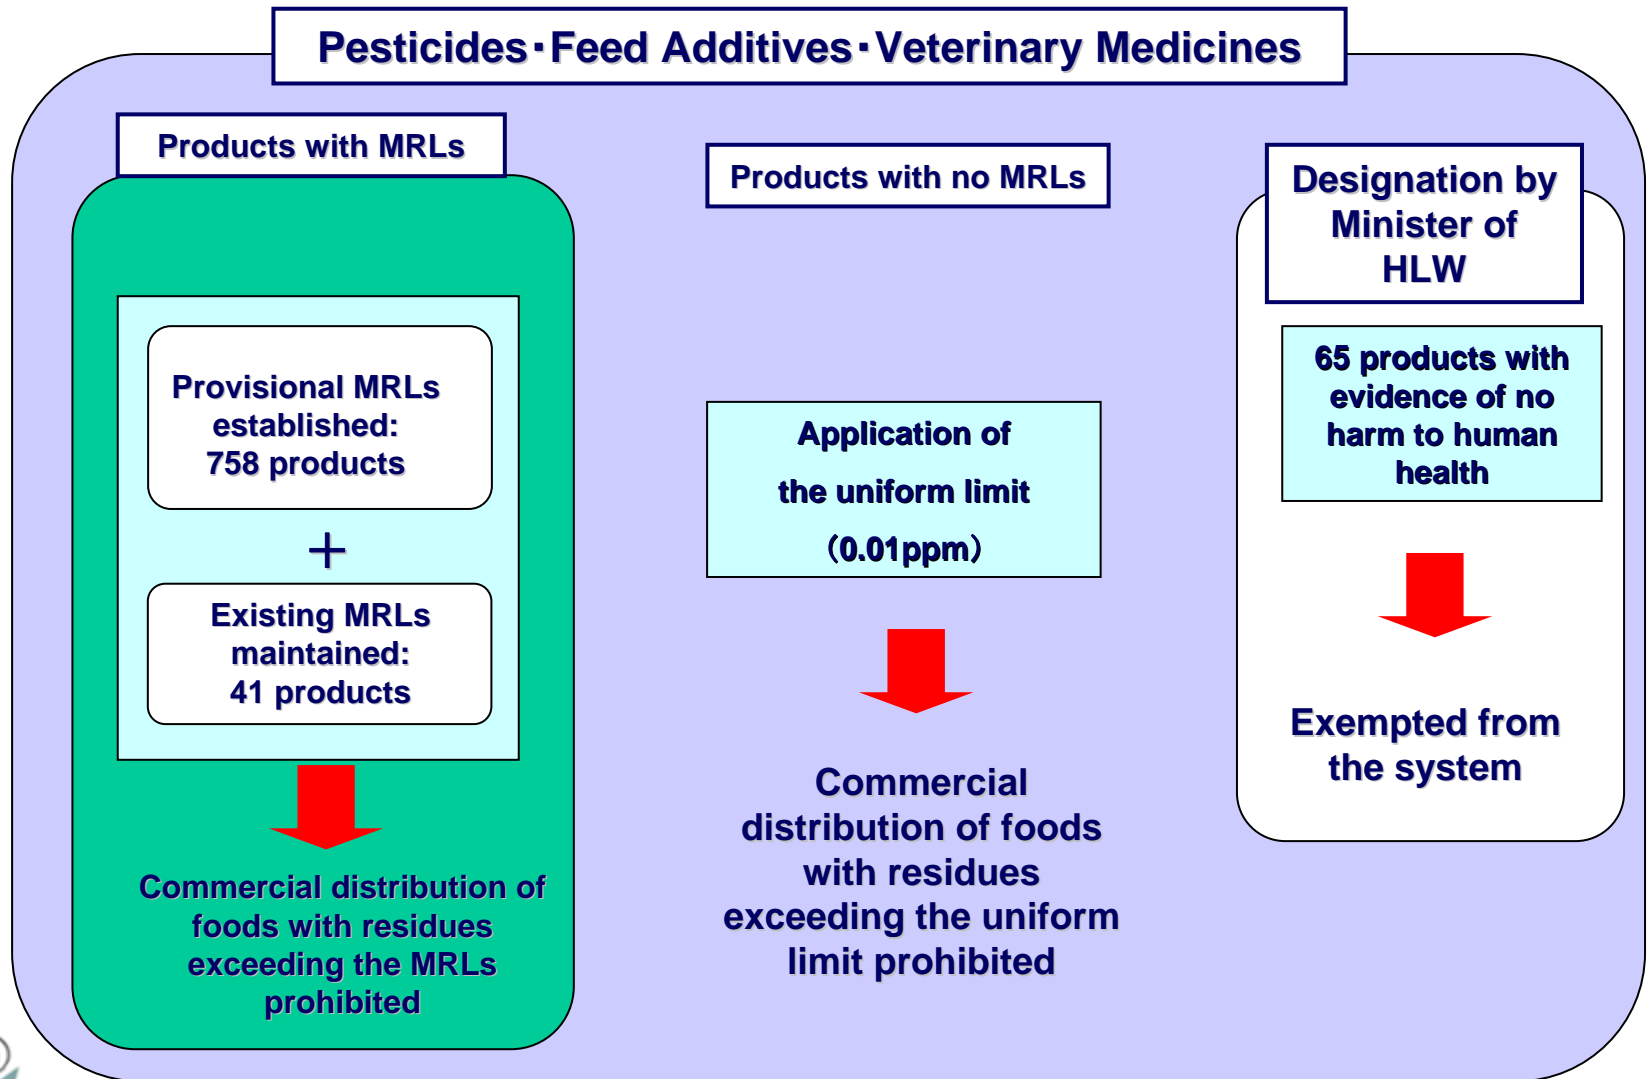 Pesticides・Feed Additives・Veterinary Medicines
Products with MRLs
Provisional MRLs
established:
758 products
+
Existing MRLs
maintained:
41 products
Commercial distribution of
foods with residues
exceeding the MRLs
prohibited
Products with no MRLs
Application of
the uniform limit
（0.01ppm）
Commercial
distribution of foods
with residues
exceeding the uniform
limit prohibited
Designation by
Minister of
HLW
65 products with
evidence of no
harm to human
health
Exempted from
the system